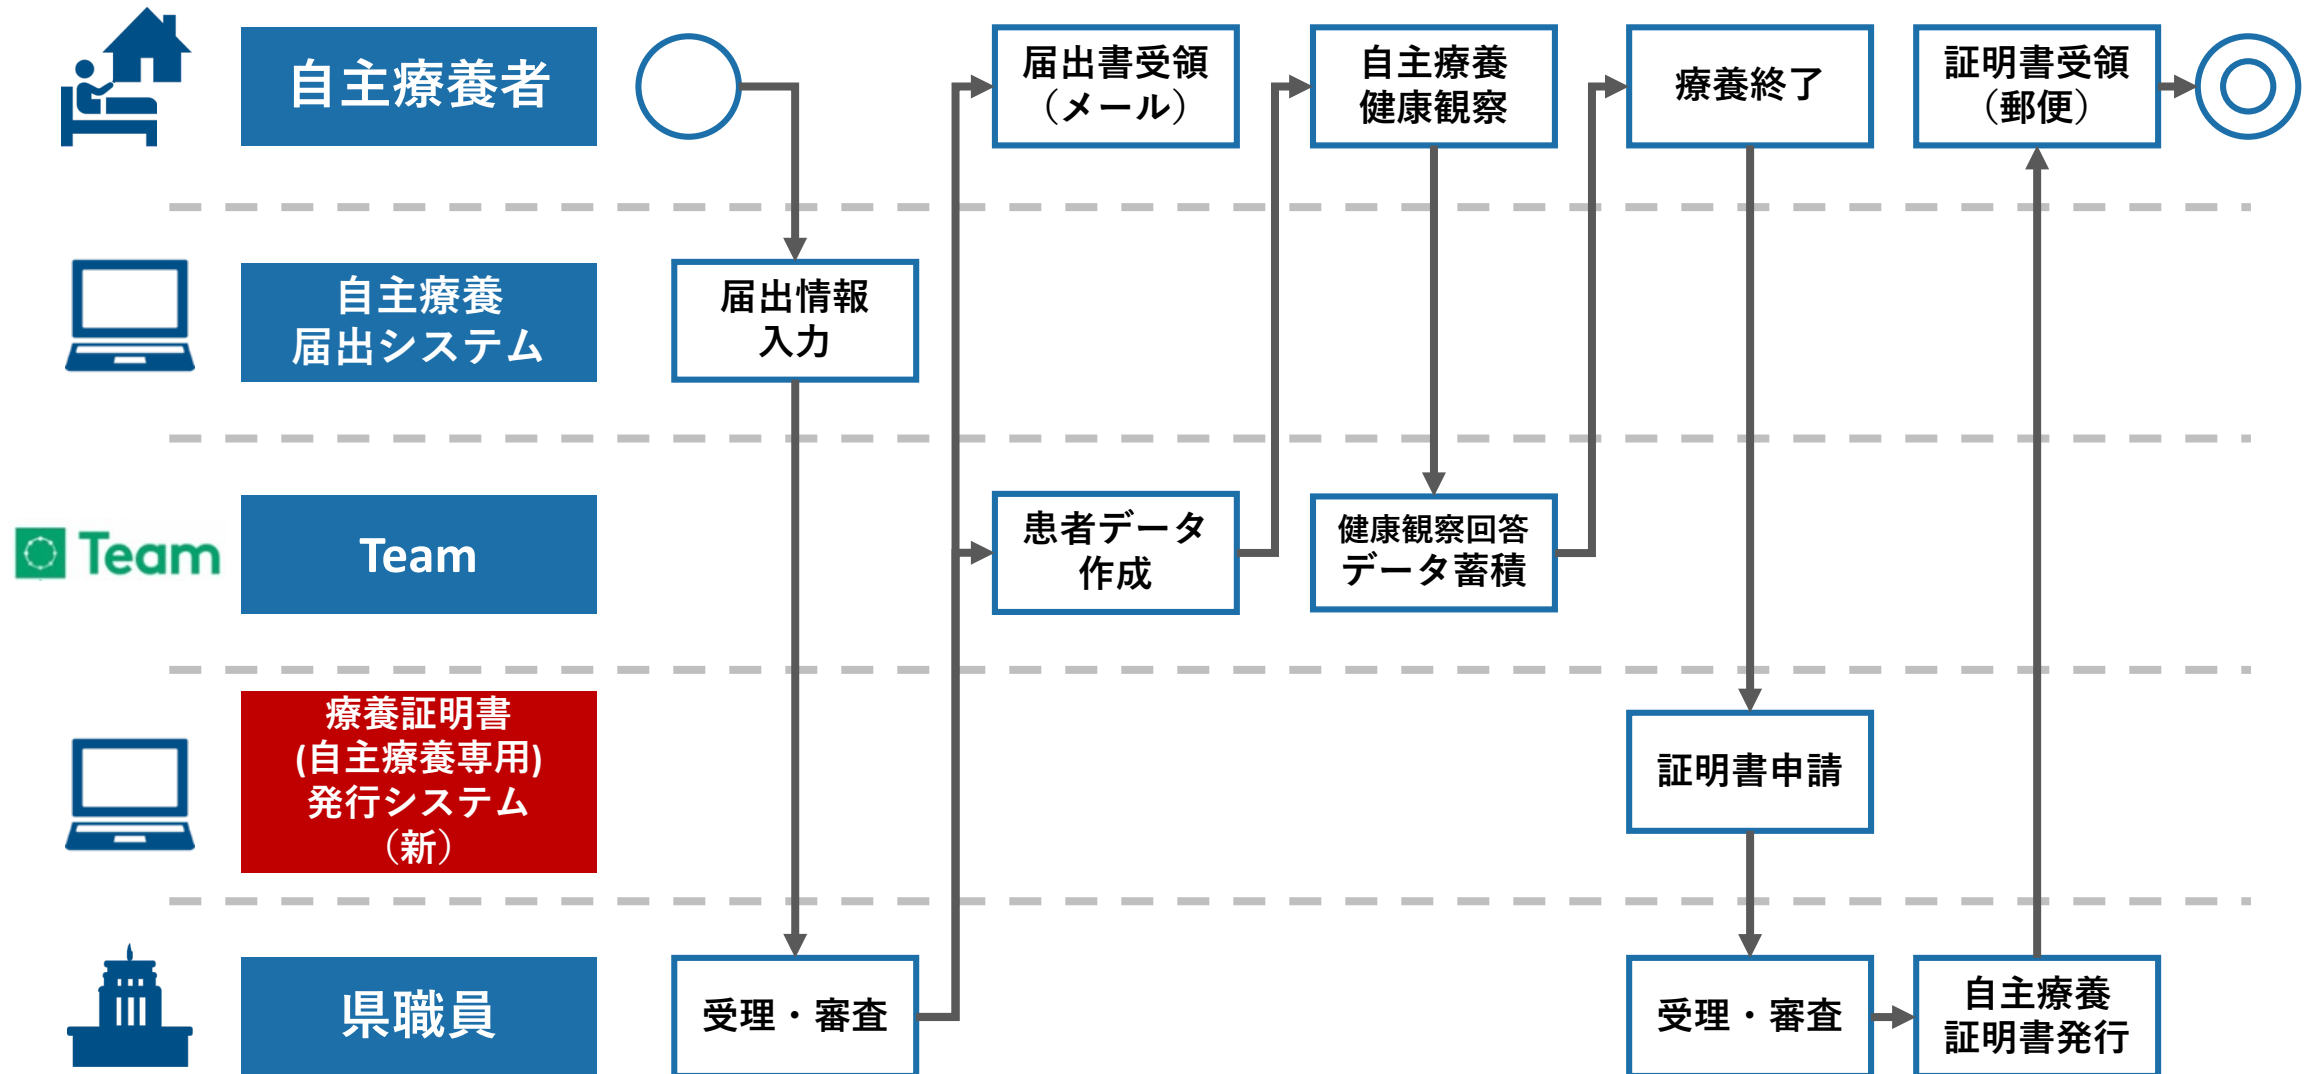 自主療養者
届出書受領
（メール）
自主療養
健康観察
療養終了
証明書受領
（郵便）
自主療養
届出システム
届出情報
入力
Team
Team
患者データ
作成
健康観察回答
データ蓄積
療養証明書
(自主療養専用)
発行システム
（新）
証明書申請
県職員
受理・審査
受理・審査
自主療養
証明書発行